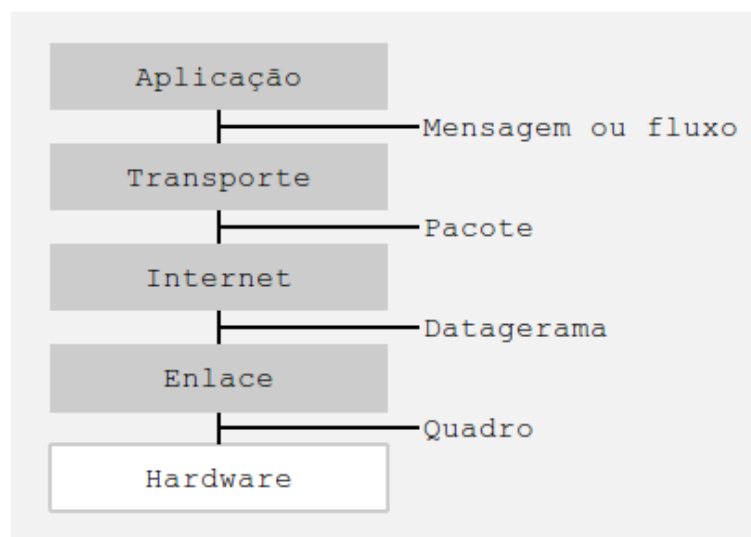 Aplicação
Mensagem ou fluxo
Transporte
Pacote
Internet
Datagerama
Enlace
Quadro
Hardware